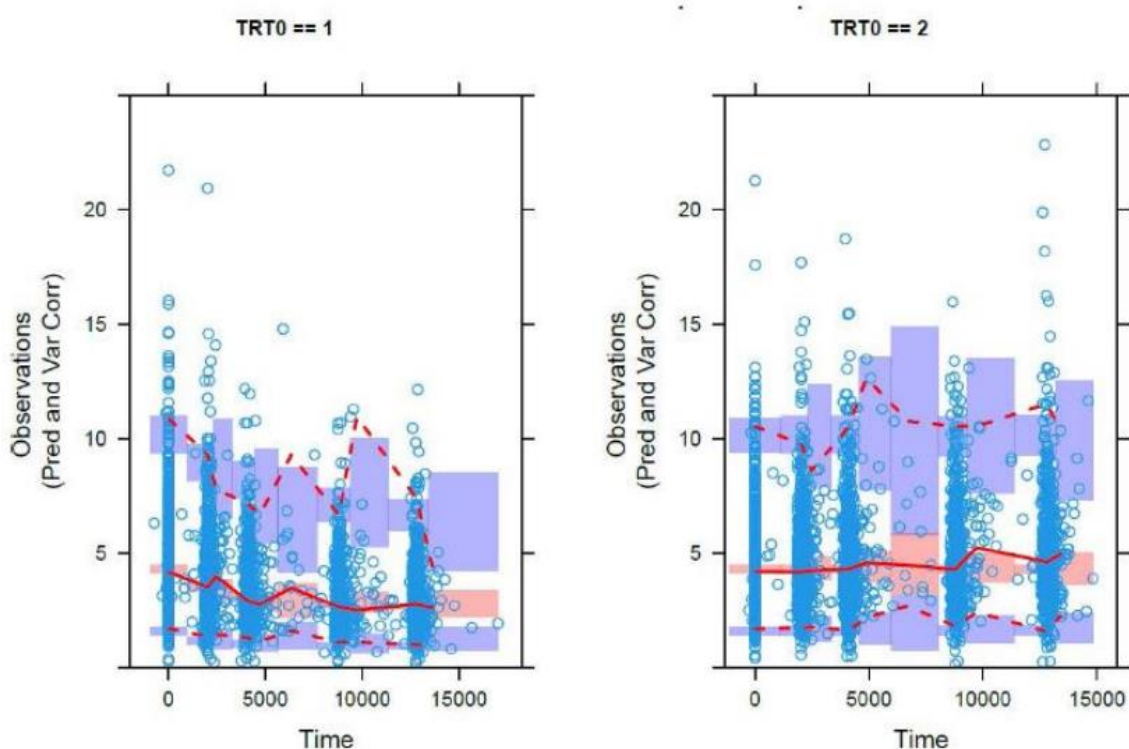 TRT0 == 1
TRT0 == 2
Observations
(Pred and Var Corr)
20
15
10
5
0
5000
10000
15000
Time
Observations
(Pred and Var Corr)
20
15
10
5
0
5000
10000
15000
Time